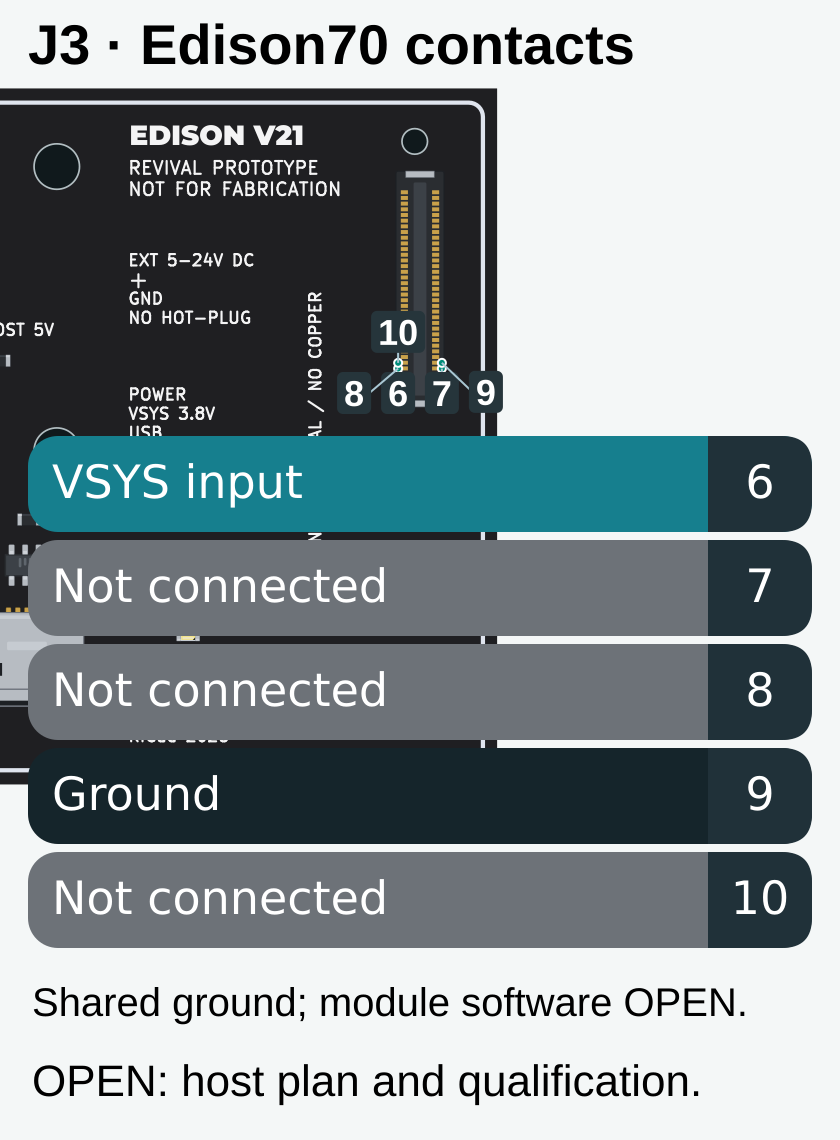 J3 · Edison70 contacts
EDISON V21
REVIVAL PROTOTYPE
NOT FOR FABRICATION
EXT 5–24V DC
+
GND
NO HOT–PLUG
OST 5V
AL / NO COPPER
10
8 6 7 9
POWER
VSYS 3.8V
USB
VSYS input 6
Not connected 7
Not connected 8
Ground 9
Not connected 10
Shared ground; module software OPEN.
OPEN: host plan and qualification.